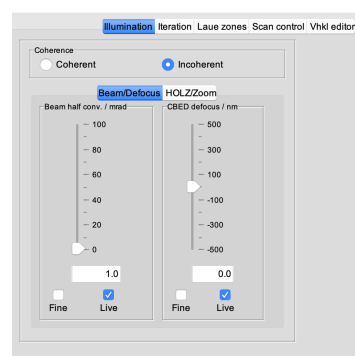 Illumination Iteration Laue zones Scan control Vhkl editor
Coherence
Coherent Incoherent
Beam/Defocus HOLZ/Zoom
Beam half conv. / mrad CBED defocus / nm
100 500
80 300
60 100
40 -100
20 -300
0 -500
1.0 0.0
Fine Live Fine Live